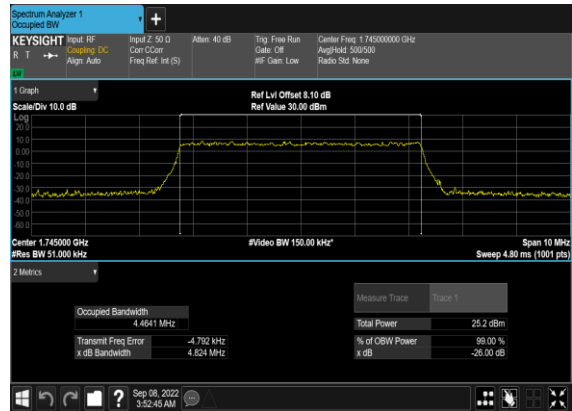 Spectrum Analyzer 1
Occupied BW
+
KEYSIGHT Input: RF Input Z: 50 Ω Atten: 40 dB Trig: Free Run Center Freq: 1.745000000 GHz
R T Coupling: DC Corr CCorr Gate: Off Avg|Hold: 500/500
Align: Auto Freq Ref: Int (S) #IF Gain: Low Radio Std: None
1 Graph
Ref Lvl Offset 8.10 dB
Scale/Div 10.0 dB Ref Value 30.00 dBm
Log
20.0
10.0
0.00
-10.0
-20.0
-30.0
-40.0
-50.0
-60.0
Center 1.745000 GHz #Video BW 150.00 kHz* Span 10 MHz
#Res BW 51.000 kHz Sweep 4.80 ms (1001 pts)
2 Metrics
Measure Trace Trace 1
Occupied Bandwidth
4.4641 MHz Total Power 25.2 dBm
Transmit Freq Error -4.792 kHz % of OBW Power 99.00 %
x dB Bandwidth 4.824 MHz x dB -26.00 dB
? Sep 08, 2022
3:52:45 AM